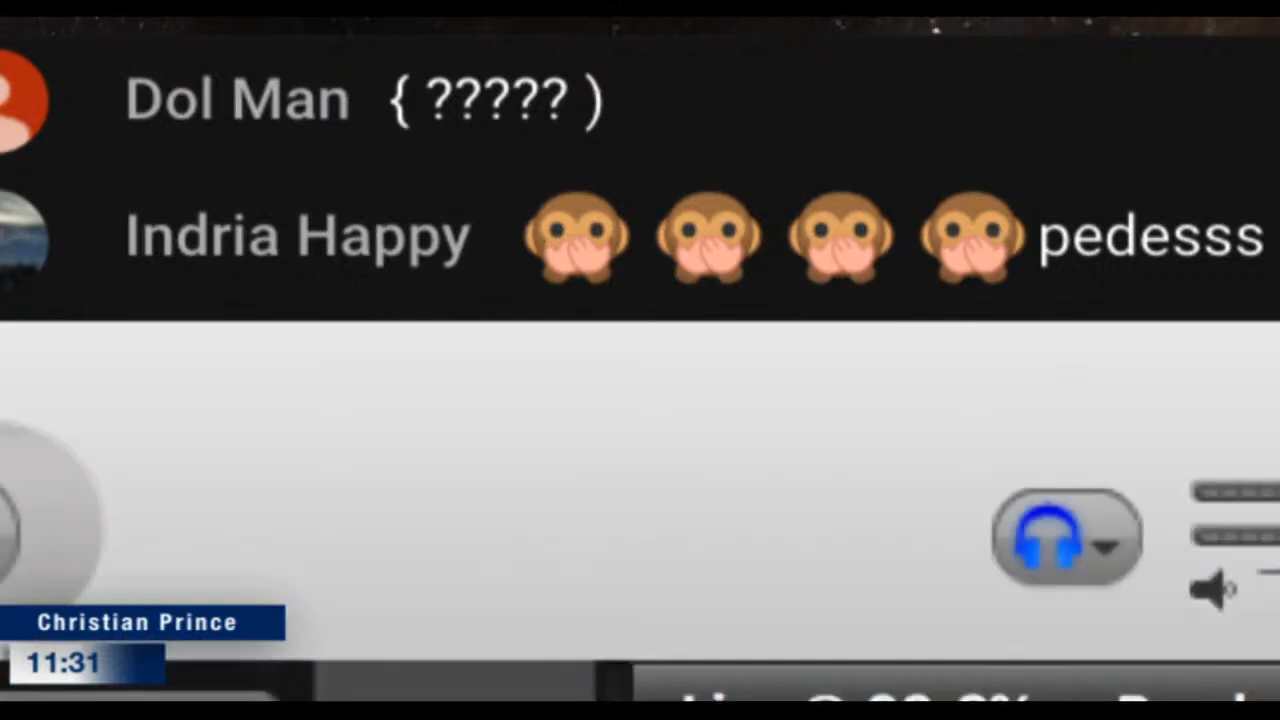 Dol Man { ????? )
Indria Happy 🙊 🙊 🙊 🙊 pedesss
Christian Prince
11:31